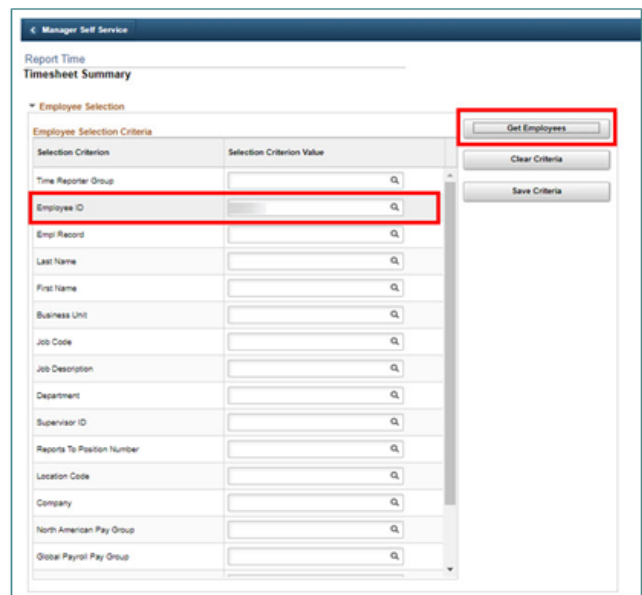 Manager Self Service
Report Time
Timesheet Summary
Employee Selection
Employee Selection Criteria
Selection Criterion Selection Criterion Value
Time Reporter Group
Employee ID
Empl Record
Last Name
First Name
Business Unit
Job Code
Job Description
Department
Supervisor ID
Reports To Position Number
Location Code
Company
North American Pay Group
Global Payroll Pay Group
Get Employees
Clear Criteria
Save Criteria